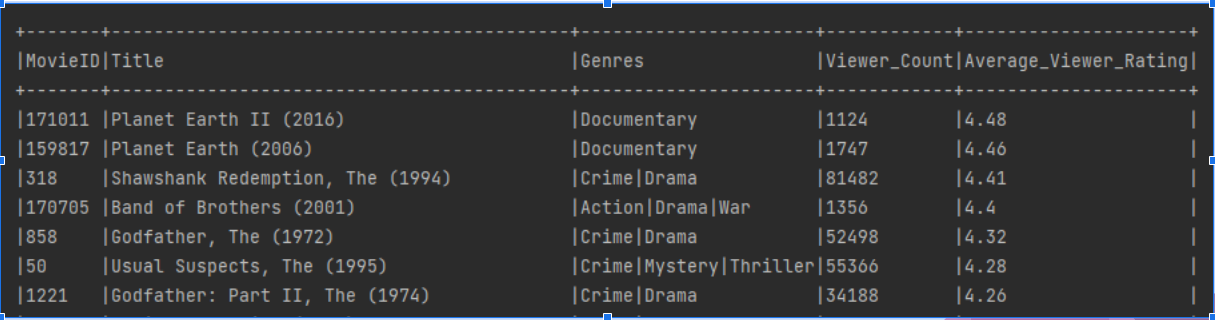 +-------+-------------------------------------------+----------------------+------------+---------------------+
|MovieID|Title                                      |Genres                |Viewer_Count|Average_Viewer_Rating|
+-------+-------------------------------------------+----------------------+------------+---------------------+
|171011 |Planet Earth II (2016)                     |Documentary           |1124        |4.48                 |
|159817 |Planet Earth (2006)                        |Documentary           |1747        |4.46                 |
|318    |Shawshank Redemption, The (1994)           |Crime|Drama           |81482       |4.41                 |
|170705 |Band of Brothers (2001)                    |Action|Drama|War      |1356        |4.4                  |
|858    |Godfather, The (1972)                      |Crime|Drama           |52498       |4.32                 |
|50     |Usual Suspects, The (1995)                 |Crime|Mystery|Thriller|55366       |4.28                 |
|1221   |Godfather: Part II, The (1974)             |Crime|Drama           |34188       |4.26                 |